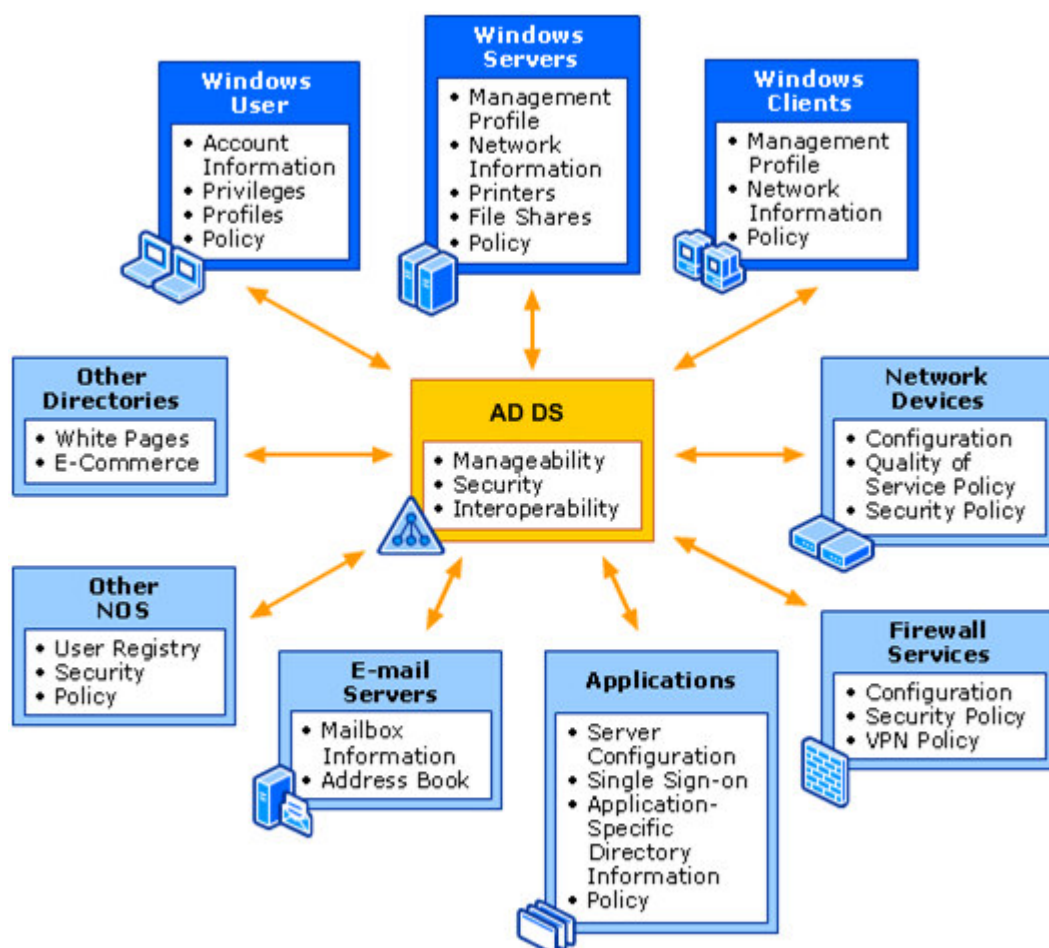 Windows
User
• Account
Information
• Privileges
• Profiles
• Policy
Windows
Servers
• Management
Profile
• Network
Information
• Printers
• File Shares
• Policy
Windows
Clients
• Management
Profile
• Network
Information
• Policy
Other
Directories
• White Pages
• E-Commerce
AD DS
• Manageability
• Security
• Interoperability
Network
Devices
• Configuration
• Quality of
Service Policy
• Security Policy
Other
NOS
• User Registry
• Security
• Policy
E-mail
Servers
• Mailbox
Information
• Address Book
Applications
• Server
Configuration
• Single Sign-on
• Application-
Specific
Directory
Information
• Policy
Firewall
Services
• Configuration
• Security Policy
• VPN Policy